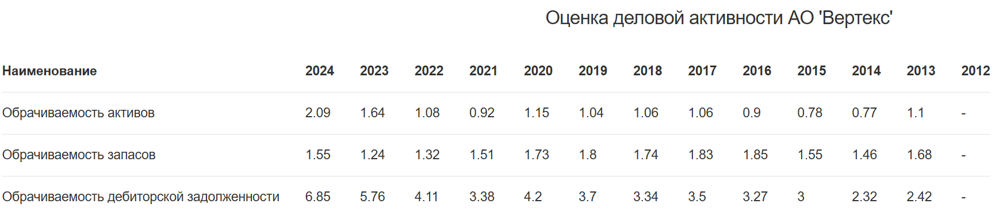 Оценка деловой активности АО 'Вертекс'
Наименование 2024 2023 2022 2021 2020 2019 2018 2017 2016 2015 2014 2013 2012
Обрачиваемость активов 2.09 1.64 1.08 0.92 1.15 1.04 1.06 1.06 0.9 0.78 0.77 1.1 -
Обрачиваемость запасов 1.55 1.24 1.32 1.51 1.73 1.8 1.74 1.83 1.85 1.55 1.46 1.68 -
Обрачиваемость дебиторской задолженности 6.85 5.76 4.11 3.38 4.2 3.7 3.34 3.5 3.27 3 2.32 2.42 -